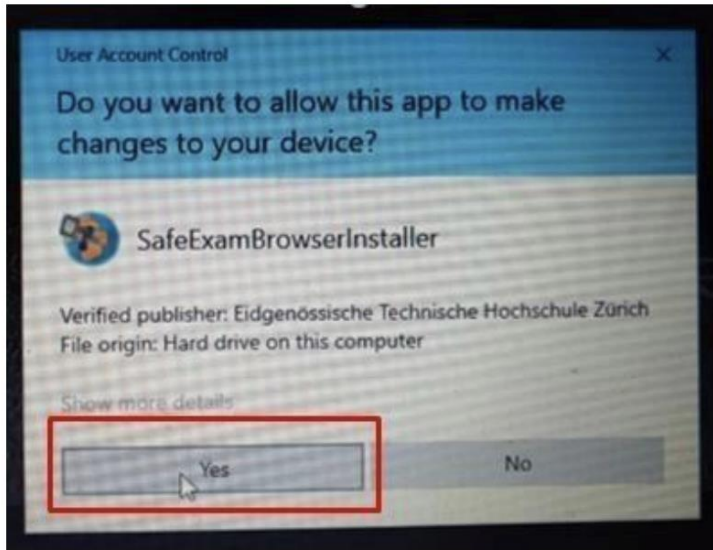 User Account Control
Do you want to allow this app to make
changes to your device?
SafeExamBrowserInstaller
Verified publisher: Eidgenössische Technische Hochschule Zürich
File origin: Hard drive on this computer
Show more details
Yes
No